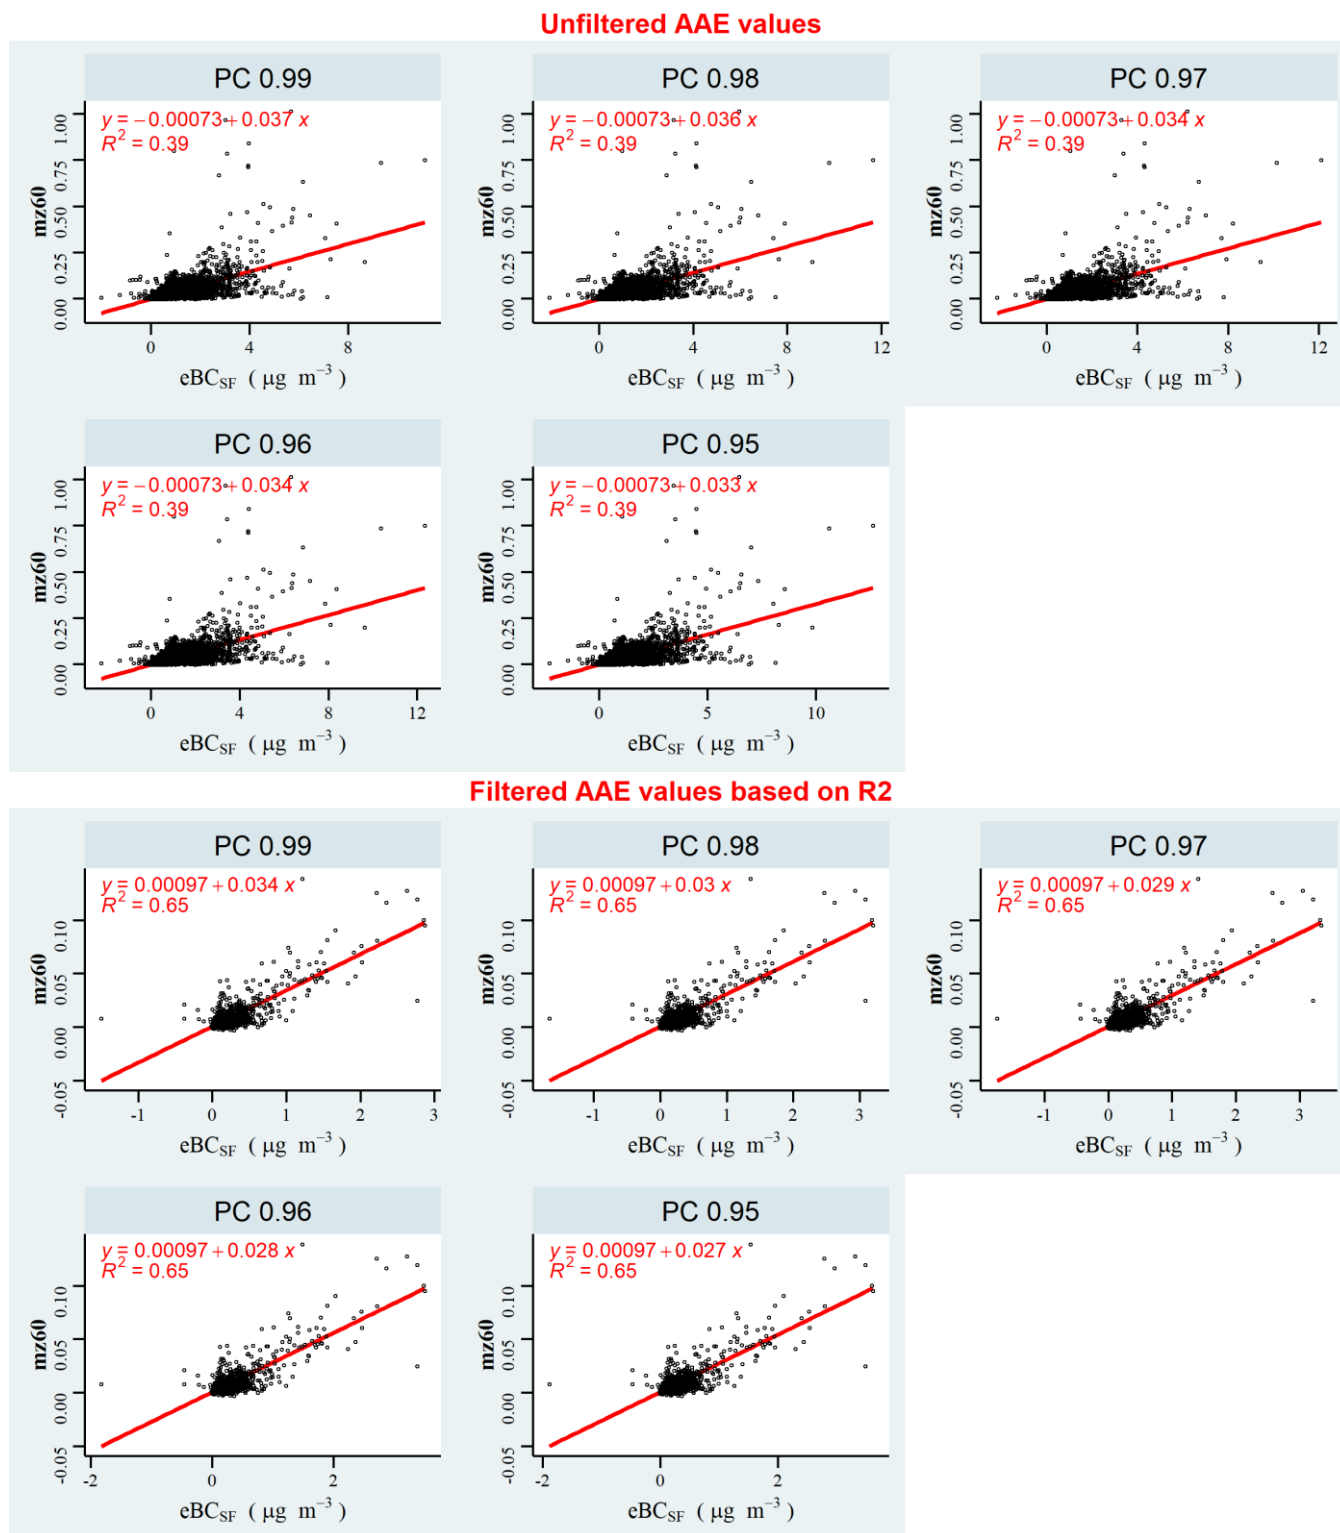 Unfiltered AAE values
PC 0.99
PC 0.98
PC 0.97
y = −0.00073 + 0.037 x
R² = 0.39
y = −0.00073 + 0.036 x
R² = 0.39
y = −0.00073 + 0.034 x
R² = 0.39
mz60
0.00 0.25 0.50 0.75 1.00
mz60
0.00 0.25 0.50 0.75 1.00
mz60
0.00 0.25 0.50 0.75 1.00
0 4 8
0 4 8 12
0 4 8 12
eBC_SF ( μg m⁻³ )
eBC_SF ( μg m⁻³ )
eBC_SF ( μg m⁻³ )
PC 0.96
PC 0.95
y = −0.00073 + 0.034 x
R² = 0.39
y = −0.00073 + 0.033 x
R² = 0.39
mz60
0.00 0.25 0.50 0.75 1.00
mz60
0.00 0.25 0.50 0.75 1.00
0 4 8 12
0 5 10
eBC_SF ( μg m⁻³ )
eBC_SF ( μg m⁻³ )
Filtered AAE values based on R2
PC 0.99
PC 0.98
PC 0.97
y = 0.00097 + 0.034 x
R² = 0.65
y = 0.00097 + 0.03 x
R² = 0.65
y = 0.00097 + 0.029 x
R² = 0.65
mz60
-0.05 0.00 0.05 0.10
mz60
-0.05 0.00 0.05 0.10
mz60
-0.05 0.00 0.05 0.10
-1 0 1 2 3
-1 0 1 2 3
-1 0 1 2 3
eBC_SF ( μg m⁻³ )
eBC_SF ( μg m⁻³ )
eBC_SF ( μg m⁻³ )
PC 0.96
PC 0.95
y = 0.00097 + 0.028 x
R² = 0.65
y = 0.00097 + 0.027 x
R² = 0.65
mz60
-0.05 0.00 0.05 0.10
mz60
-0.05 0.00 0.05 0.10
-2 0 2
-2 0 2
eBC_SF ( μg m⁻³ )
eBC_SF ( μg m⁻³ )